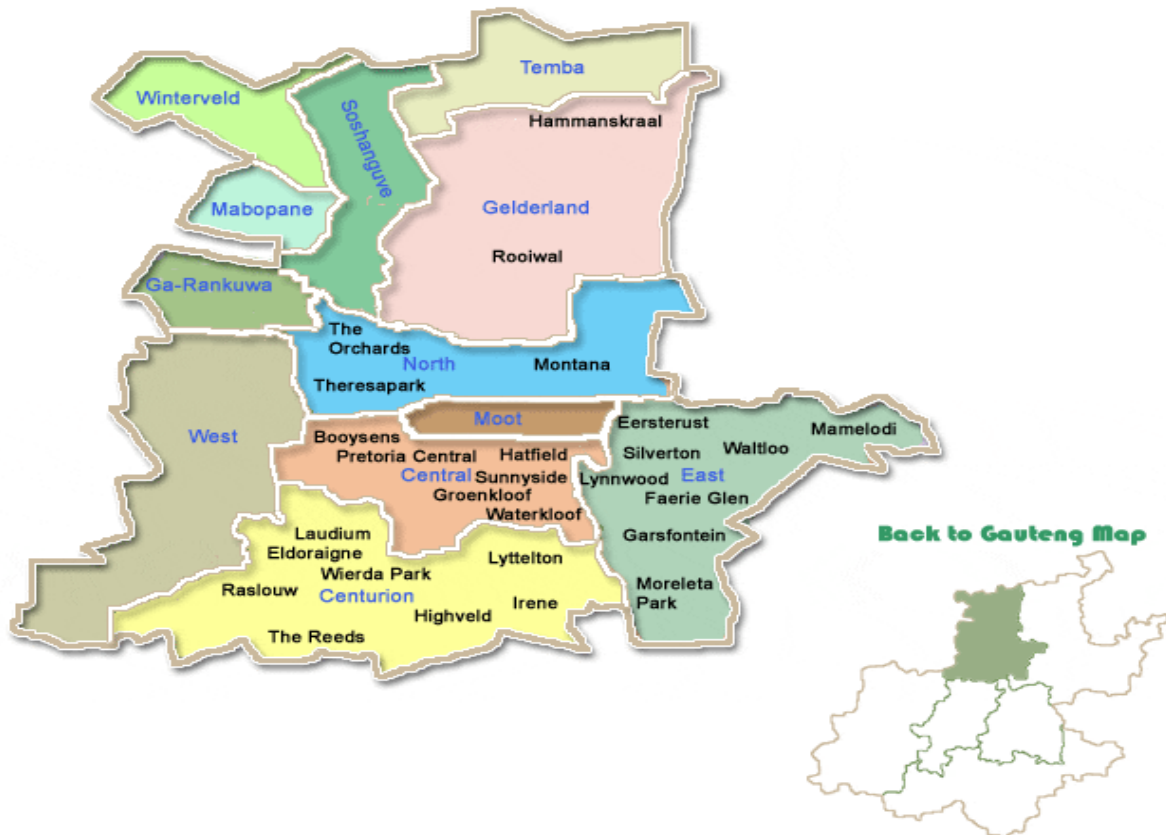 Temba
Winterveld
Soshanguve
Hammanskraal
Mabopane
Gelderland
Rooiwal
Ga-Rankuwa
The
Orchards
North
Montana
Theresapark
West
Moot
Eersterust
Mamelodi
Booysens
Pretoria Central
Hatfield
Silverton
Waltloo
Central
Sunnyside
Lynnwood
East
Groenkloof
Faerie Glen
Waterkloof
Laudium
Garsfontein
Eldoraigne
Lyttelton
Wierda Park
Raslouw
Centurion
Moreleta
Park
Highveld
Irene
The Reeds
Back to Gauteng Map